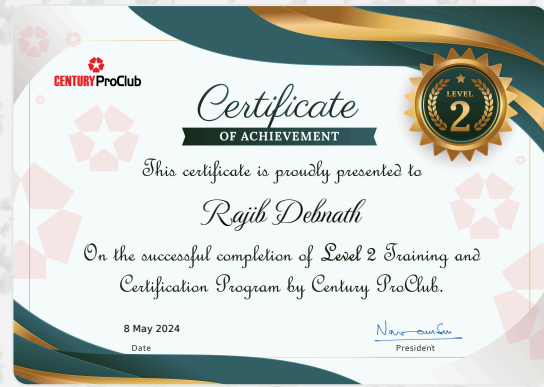 CENTURY ProClub
Certificate
OF ACHIEVEMENT
LEVEL
2
This certificate is proudly presented to
Rajib Debnath
On the successful completion of Level 2 Training and
Certification Program by Century ProClub.
8 May 2024
Date
President